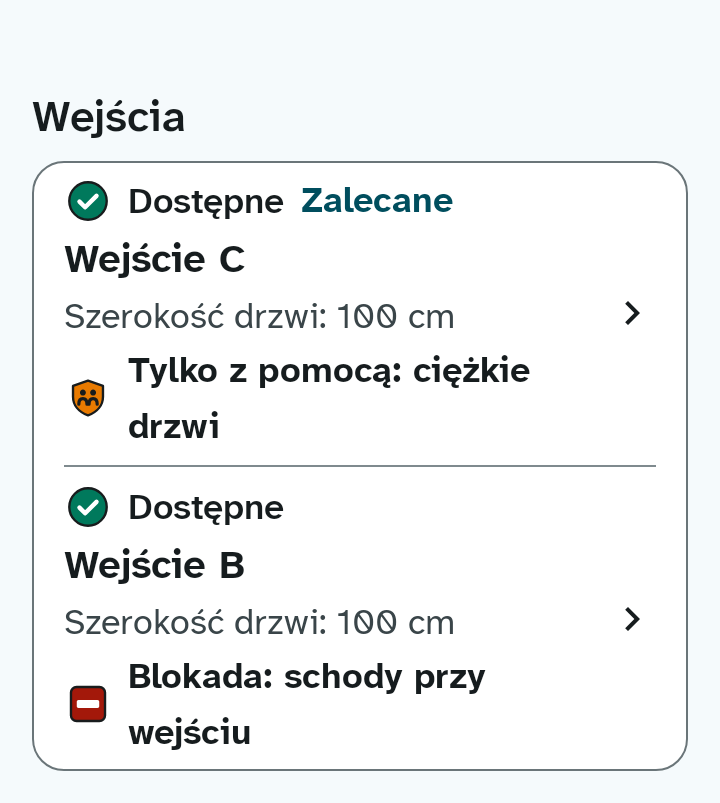 Wejścia
Dostępne Zalecane
Wejście C
Szerokość drzwi: 100 cm
Tylko z pomocą: ciężkie
drzwi
Dostępne
Wejście B
Szerokość drzwi: 100 cm
Blokada: schody przy
wejściu